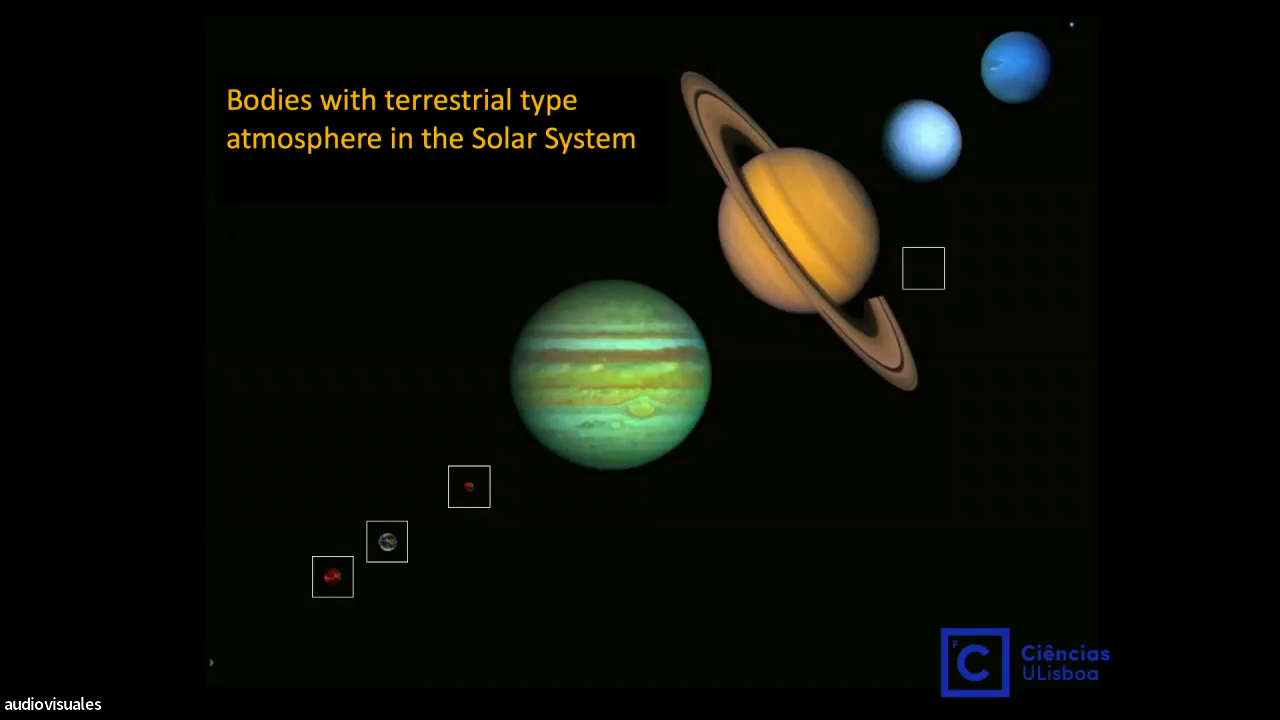 Bodies with terrestrial type
atmosphere in the Solar System
F
C
Ciências
ULisboa
audiovisuales